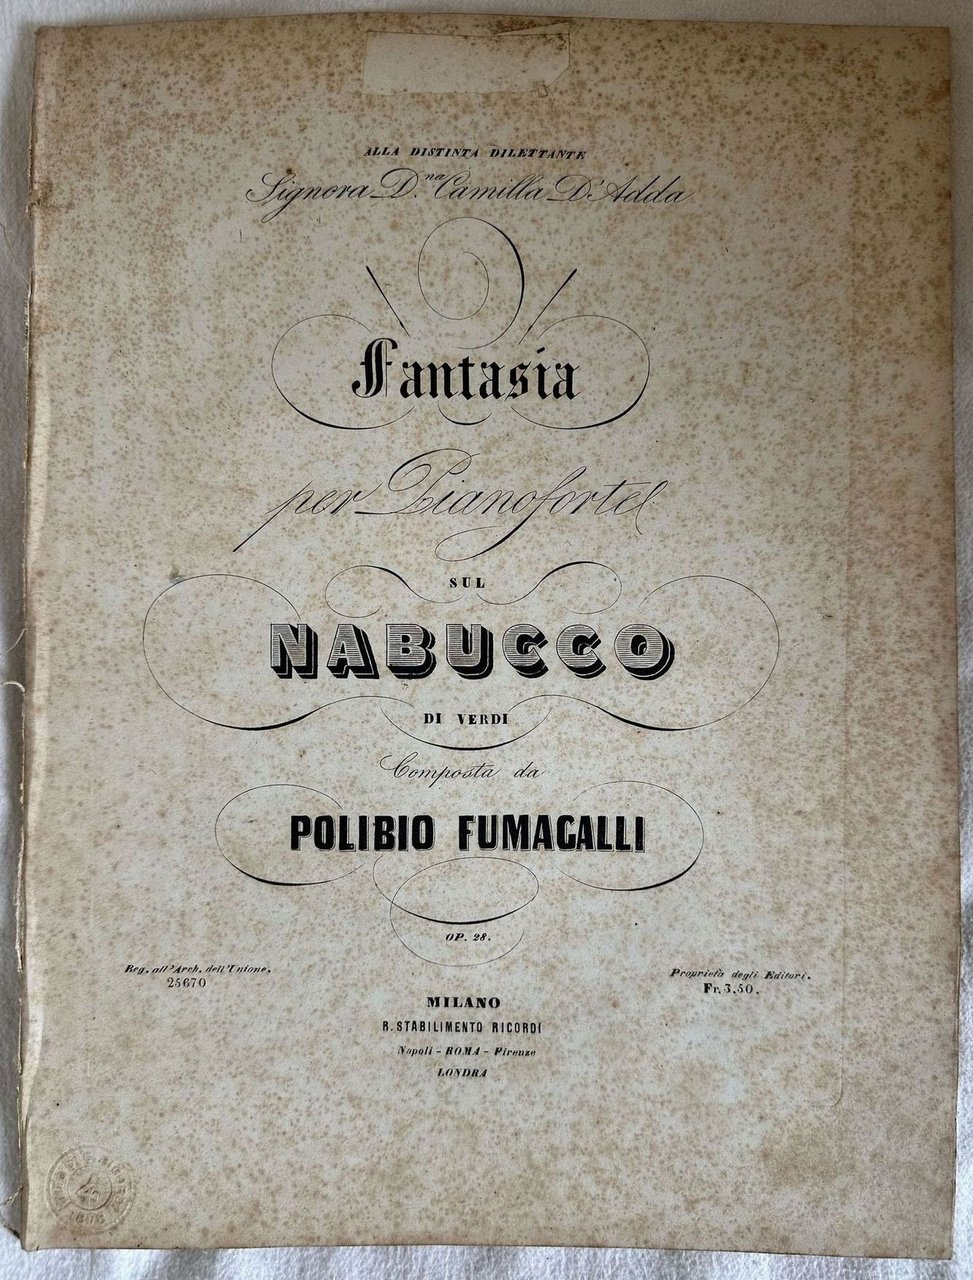 ALLA DISTINTA DILETTANTE
Signora D.na Camilla D'Adda
Fantasia
per Pianoforte
SUL
NABUCCO
DI VERDI
Composta da
POLIBIO FUMAGALLI
OP. 28.
Reg. all'Arch. dell'Unione.
25670
Proprietà degli Editori.
Fr. 3,50.
MILANO
R. STABILIMENTO RICORDI
Napoli - ROMA - Firenze
LONDRA